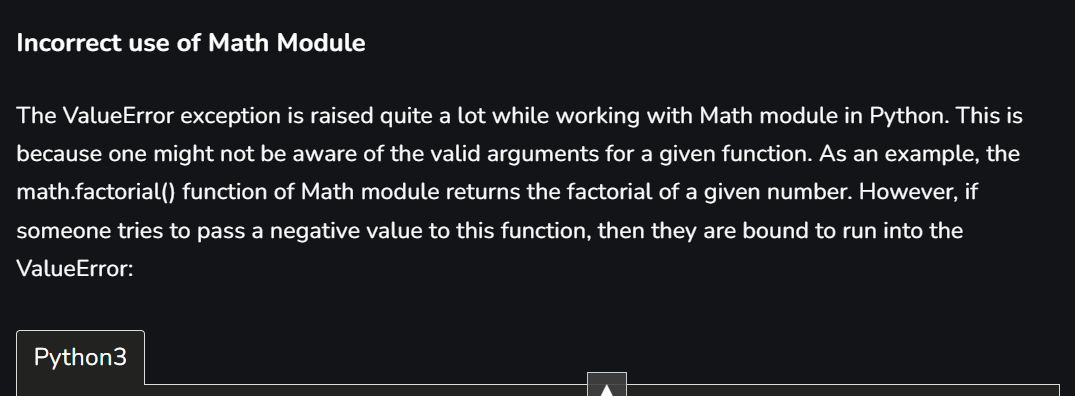 Incorrect use of Math Module
The ValueError exception is raised quite a lot while working with Math module in Python. This is
because one might not be aware of the valid arguments for a given function. As an example, the
math.factorial() function of Math module returns the factorial of a given number. However, if
someone tries to pass a negative value to this function, then they are bound to run into the
ValueError:
Python3